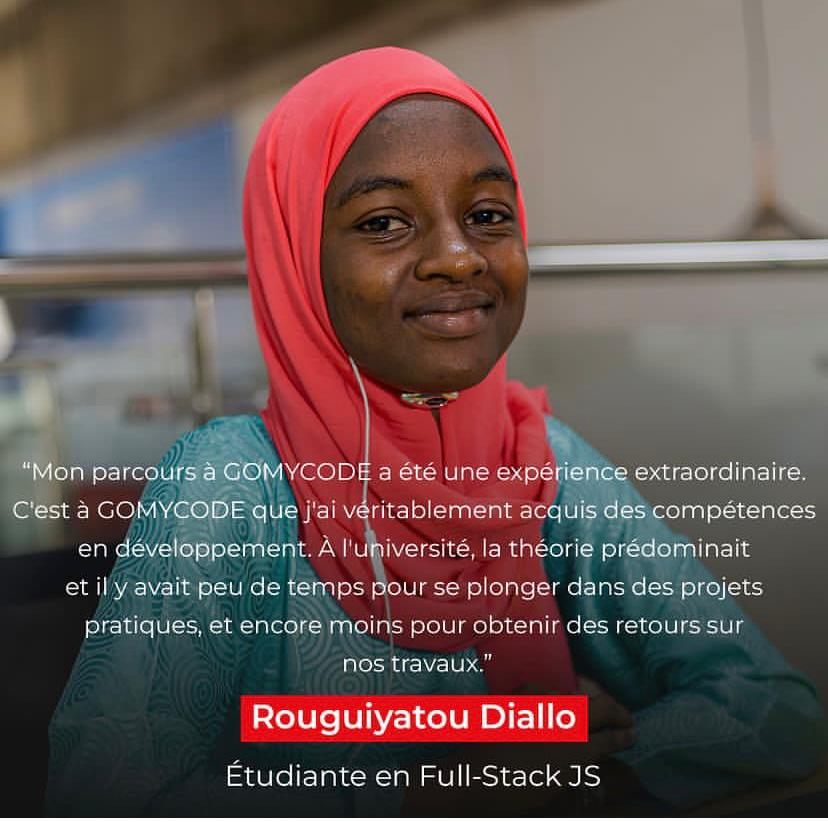 “Mon parcours à GOMYCODE a été une expérience extraordinaire.
C'est à GOMYCODE que j'ai véritablement acquis des compétences
en développement. À l'université, la théorie prédominait
et il y avait peu de temps pour se plonger dans des projets
pratiques, et encore moins pour obtenir des retours sur
nos travaux.”
Rouguiyatou Diallo
Étudiante en Full-Stack JS